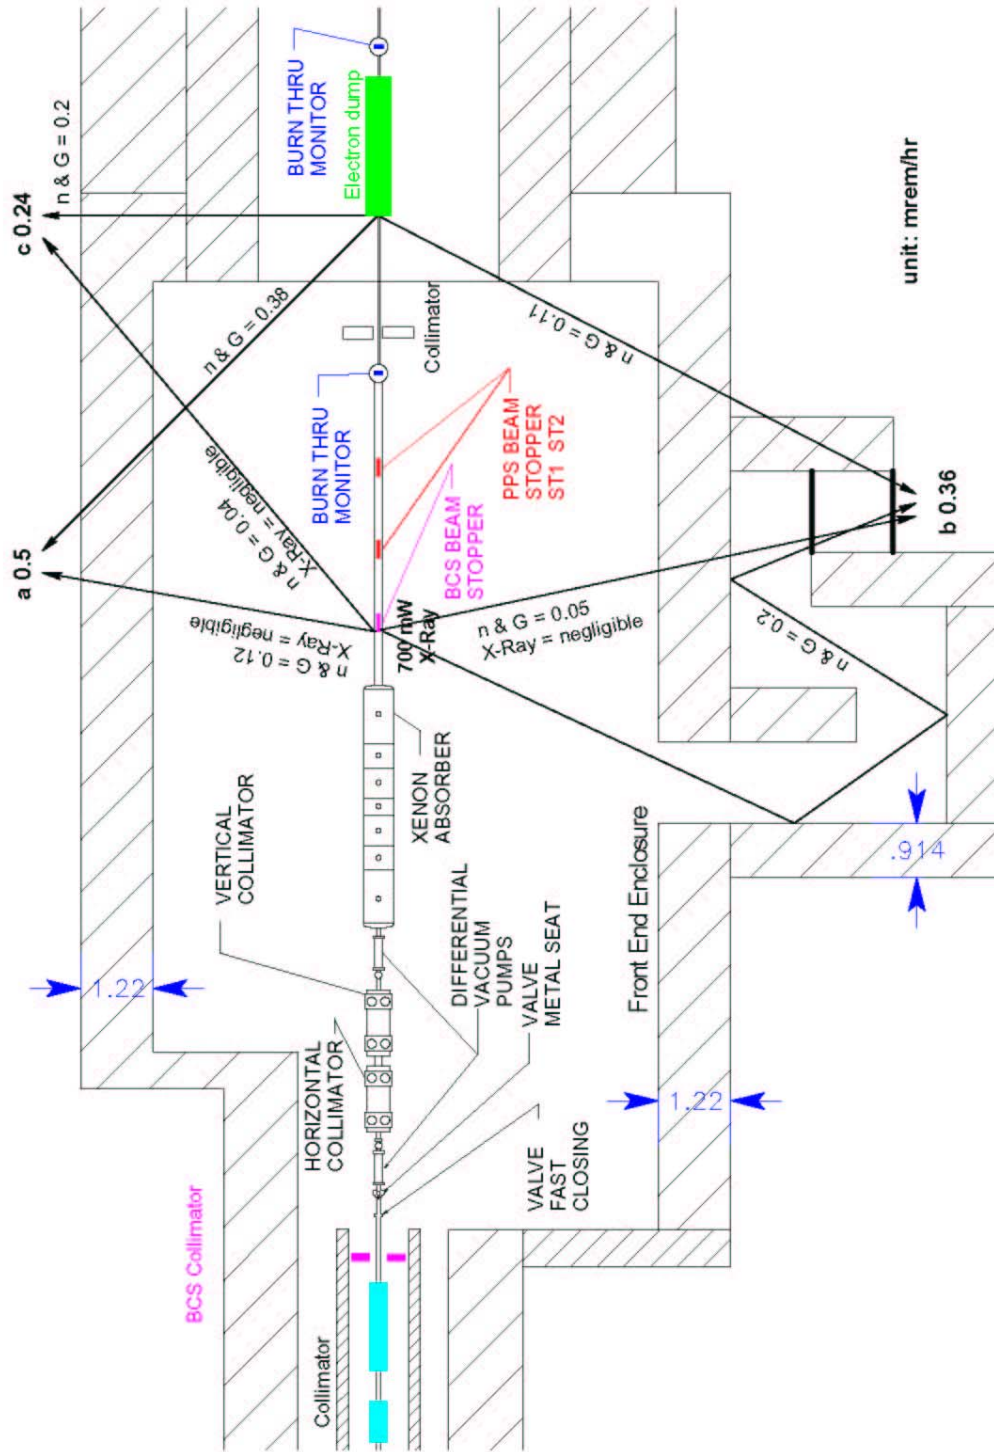 a 0.5
c 0.24
n & G = 0.2
n & G = 0.38
n & G = 0.12
X-Ray = negligible
n & G = 0.04
X-Ray = negligible
BURN THRU
MONITOR
Electron dump
BURN THRU
MONITOR
Collimator
PPS BEAM
STOPPER
ST1 ST2
BCS BEAM
STOPPER
700 mW
X-Ray
XENON
ABSORBER
VERTICAL
COLLIMATOR
HORIZONTAL
COLLIMATOR
DIFFERENTIAL
VACUUM
PUMPS
VALVE
METAL SEAT
VALVE
FAST
CLOSING
BCS Collimator
Collimator
1.22
1.22
.914
Front End Enclosure
n & G = 0.05
X-Ray = negligible
n & G = 0.2
n & G = 0.11
b 0.36
unit: mrem/hr